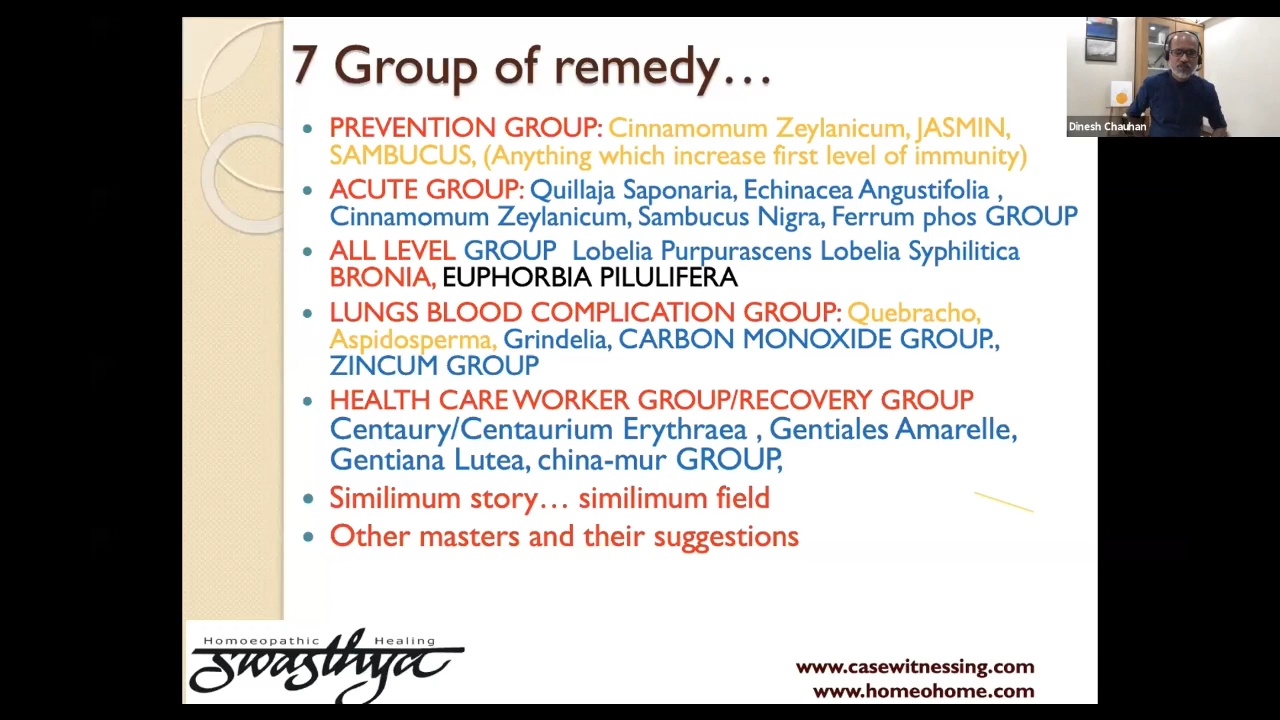 7 Group of remedy…
PREVENTION GROUP: Cinnamomum Zeylanicum, JASMIN,
SAMBUCUS, (Anything which increase first level of immunity)
ACUTE GROUP: Quillaja Saponaria, Echinacea Angustifolia ,
Cinnamomum Zeylanicum, Sambucus Nigra, Ferrum phos GROUP
ALL LEVEL GROUP Lobelia Purpurascens Lobelia Syphilitica
BRONIA, EUPHORBIA PILULIFERA
LUNGS BLOOD COMPLICATION GROUP: Quebracho,
Aspidosperma, Grindelia, CARBON MONOXIDE GROUP.,
ZINCUM GROUP
HEALTH CARE WORKER GROUP/RECOVERY GROUP
Centaury/Centaurium Erythraea , Gentiales Amarelle,
Gentiana Lutea, china-mur GROUP,
Similimum story… similimum field
Other masters and their suggestions
Homoeopathic Healing
swasthya
www.casewitnessing.com
www.homeohome.com
Dinesh Chauhan